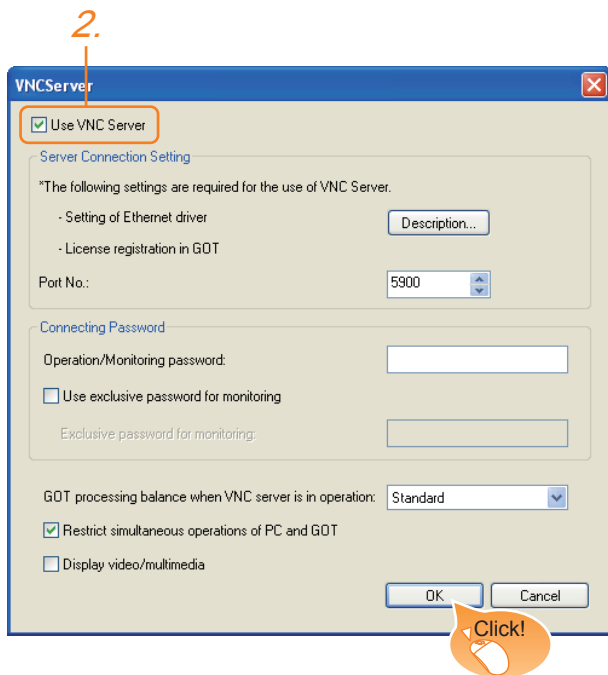 2.
VNCServer
Use VNC Server
Server Connection Setting
*The following settings are required for the use of VNC Server.
- Setting of Ethernet driver
Description...
- License registration in GOT
Port No.: 5900
Connecting Password
Operation/Monitoring password:
Use exclusive password for monitoring
Exclusive password for monitoring:
GOT processing balance when VNC server is in operation: Standard
Restrict simultaneous operations of PC and GOT
Display video/multimedia
OK Cancel
Click!